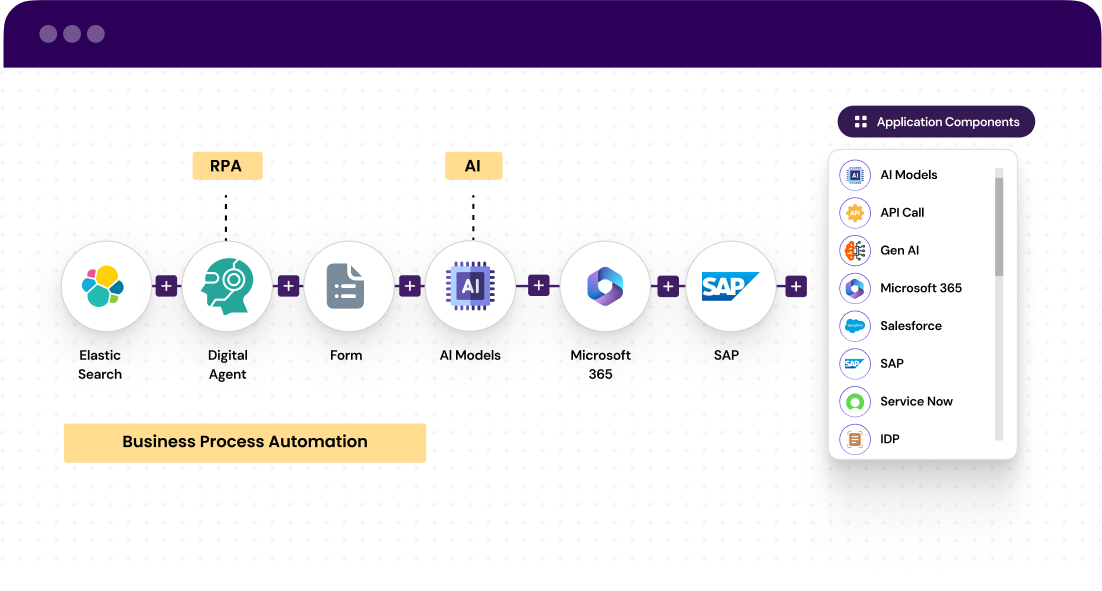 Application Components
RPA
AI
AI Models
API Call
Gen AI
Microsoft 365
Salesforce
SAP
Service Now
IDP
AI
SAP
Elastic
Search
Digital
Agent
Form
AI Models
Microsoft
365
SAP
Business Process Automation
AI
API
SAP